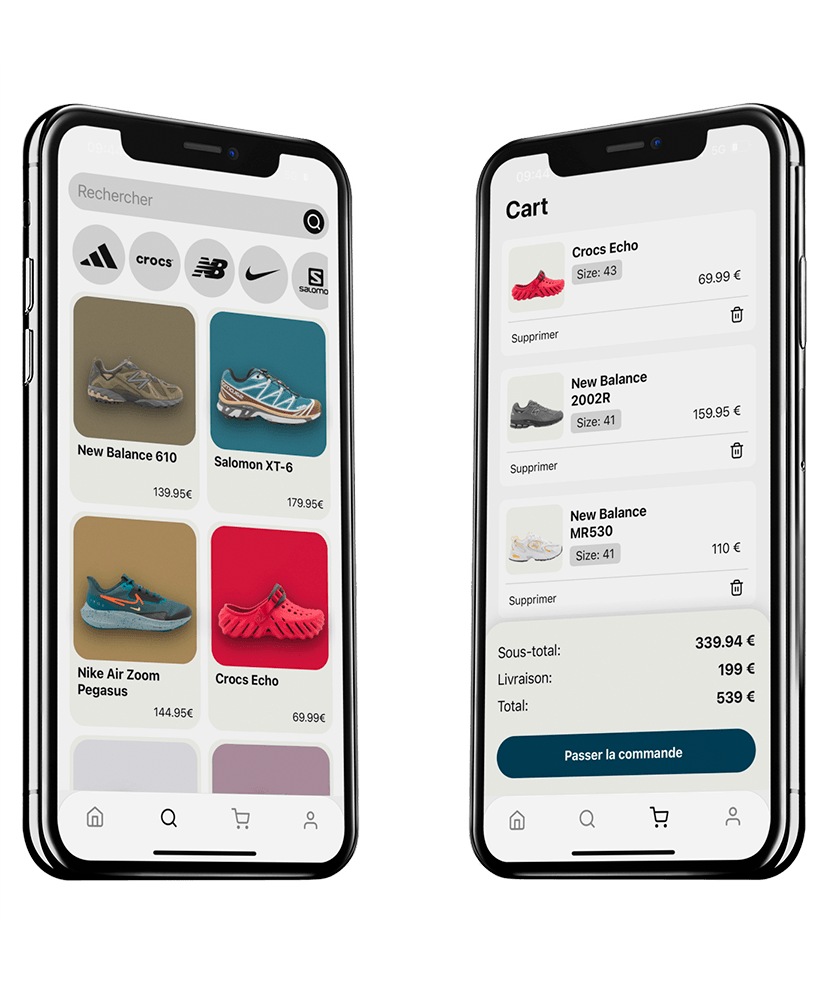 Rechercher
crocs
NB
S
SALOMO
New Balance 610
139.95€
Salomon XT-6
179.95€
Nike Air Zoom
Pegasus
144.95€
Crocs Echo
69.99€
09:44
5G
Cart
Crocs Echo
Size: 43
69.99 €
Supprimer
New Balance
2002R
Size: 41
159.95 €
Supprimer
New Balance
MR530
Size: 41
110 €
Supprimer
Sous-total:
339.94 €
Livraison:
199 €
Total:
539 €
Passer la commande